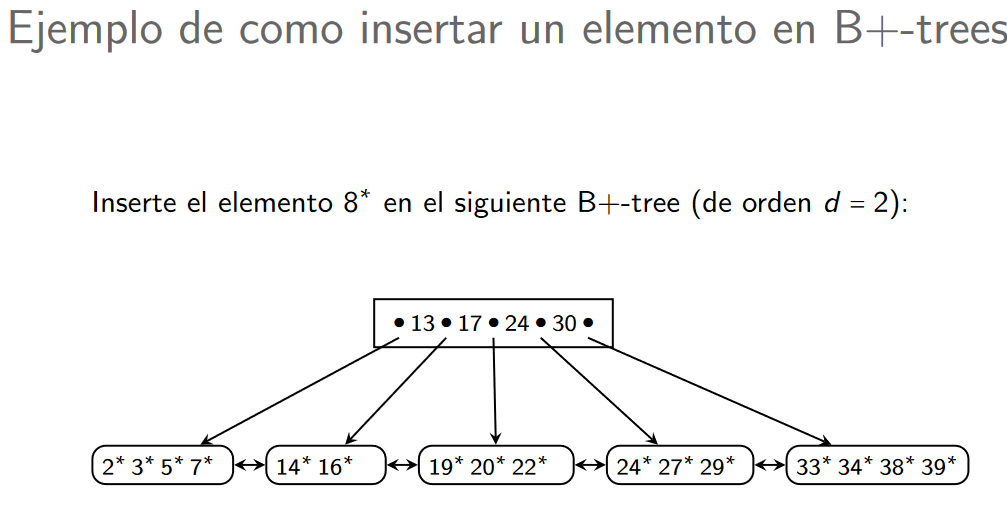 Ejemplo de como insertar un elemento en B+-trees
Inserte el elemento 8* en el siguiente B+-tree (de orden d = 2):
• 13 • 17 • 24 • 30 •
2* 3* 5* 7* 14* 16* 19* 20* 22* 24* 27* 29* 33* 34* 38* 39*